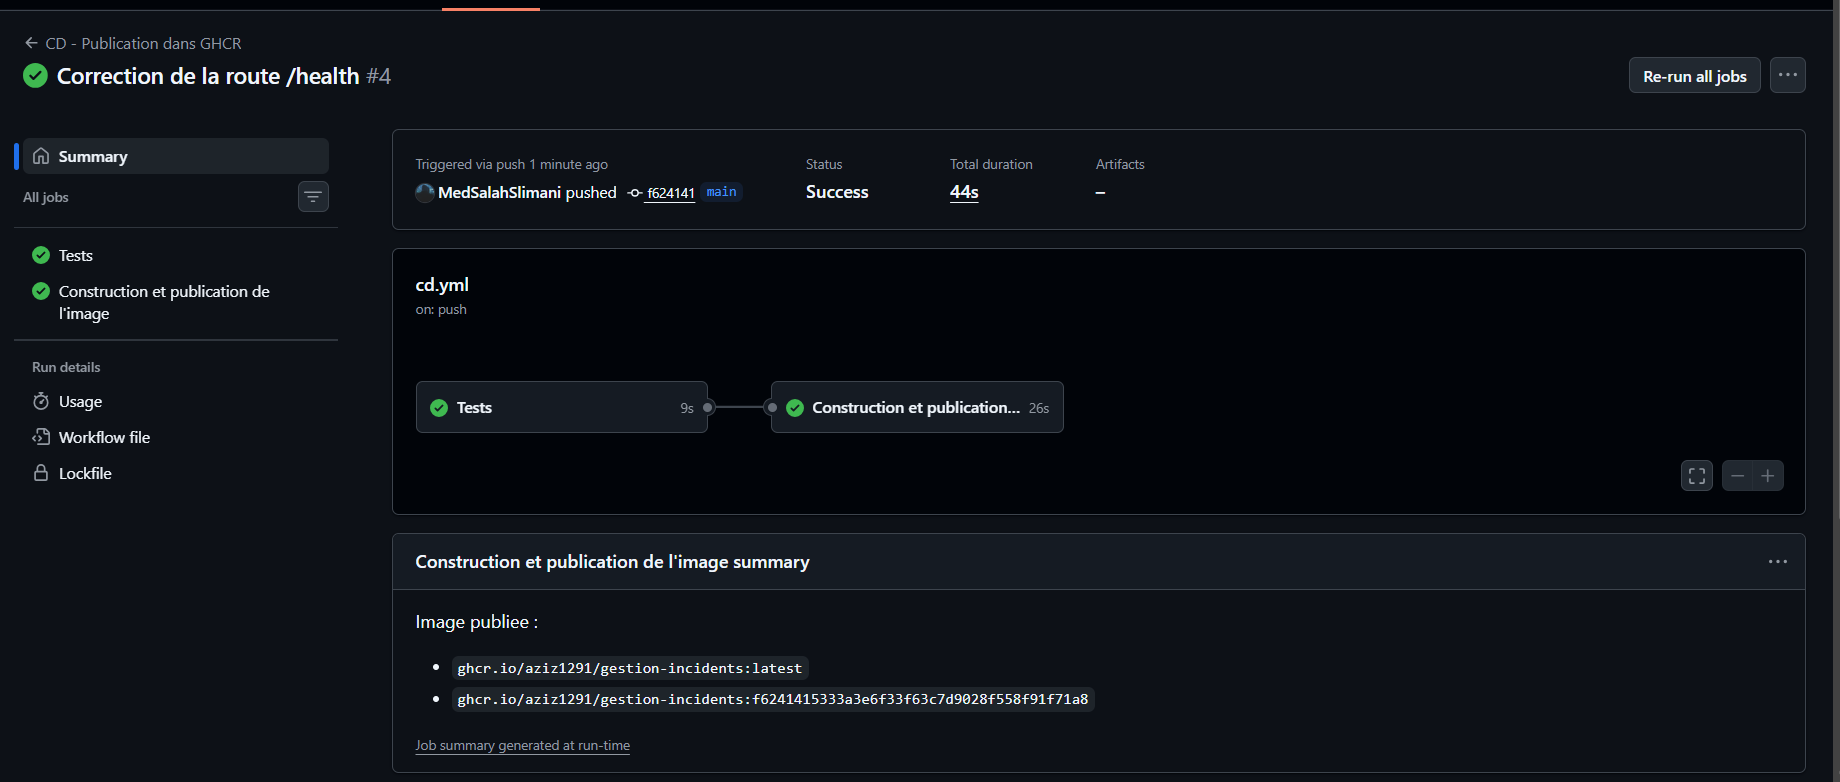 CD - Publication dans GHCR
Correction de la route /health #4
Re-run all jobs
Summary
All jobs
Tests
Construction et publication de
l'image
Run details
Usage
Workflow file
Lockfile
Triggered via push 1 minute ago
MedSalahSlimani pushed f624141 main
Status
Success
Total duration
44s
Artifacts
–
cd.yml
on: push
Tests 9s
Construction et publication... 26s
Construction et publication de l'image summary
Image publiee :
ghcr.io/aziz1291/gestion-incidents:latest
ghcr.io/aziz1291/gestion-incidents:f6241415333a3e6f33f63c7d9028f558f91f71a8
Job summary generated at run-time